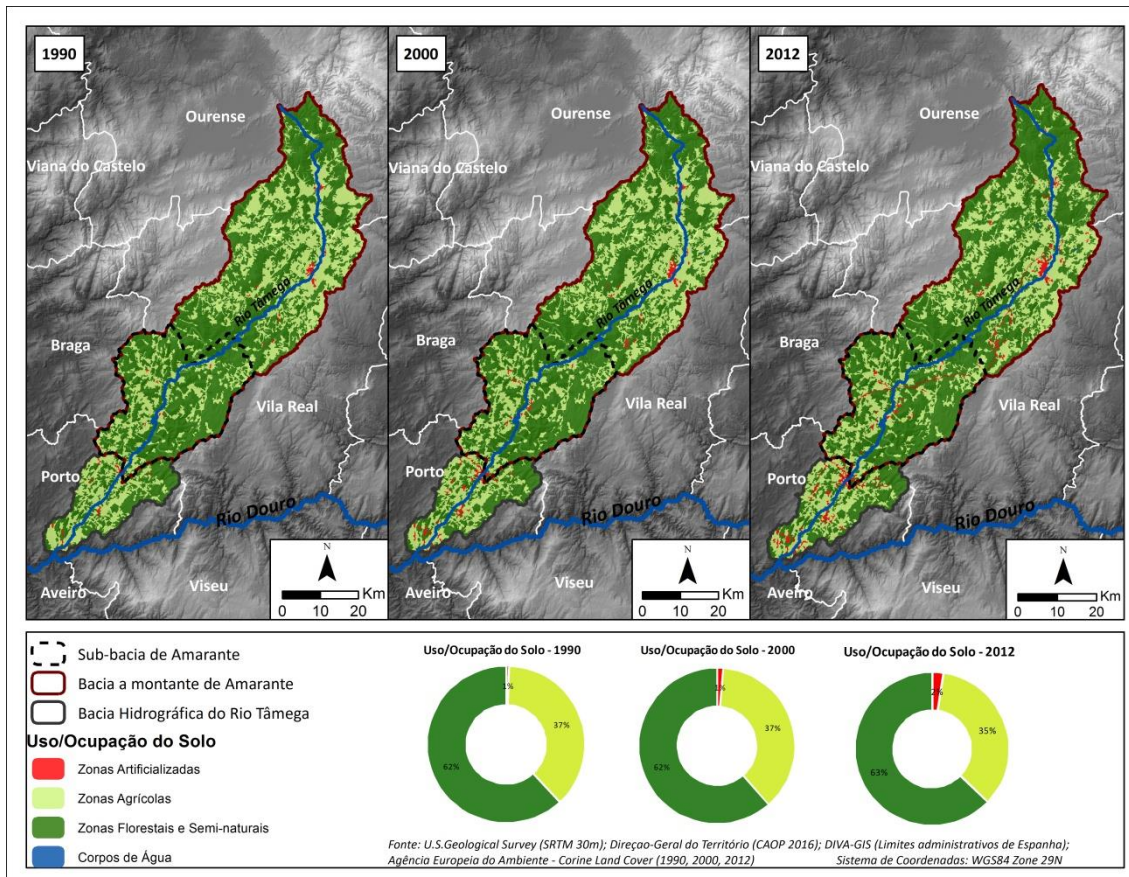 1990
Ourense
Viana do Castelo
Rio Tâmego
Braga
Vila Real
Porto
Rio Douro
N
Aveiro
Viseu
0 10 20 Km
2000
Ourense
Viana do Castelo
Rio Tâmego
Braga
Vila Real
Porto
Rio Douro
N
Aveiro
Viseu
0 10 20 Km
2012
Ourense
Viana do Castelo
Rio Tâmego
Braga
Vila Real
Porto
Rio Douro
N
Aveiro
Viseu
0 10 20 Km
Sub-bacia de Amarante
Bacia a montante de Amarante
Bacia Hidrográfica do Rio Tâmega
Uso/Ocupação do Solo
Zonas Artificializadas
Zonas Agrícolas
Zonas Florestais e Semi-naturais
Corpos de Água
Uso/Ocupação do Solo - 1990
1%
37%
62%
Uso/Ocupação do Solo - 2000
1%
37%
62%
Uso/Ocupação do Solo - 2012
2%
35%
63%
Fonte: U.S.Geological Survey (SRTM 30m); Direçao-Geral do Território (CAOP 2016); DIVA-GIS (Limites administrativos de Espanha);
Agência Europeia do Ambiente - Corine Land Cover (1990, 2000, 2012) Sistema de Coordenadas: WGS84 Zone 29N